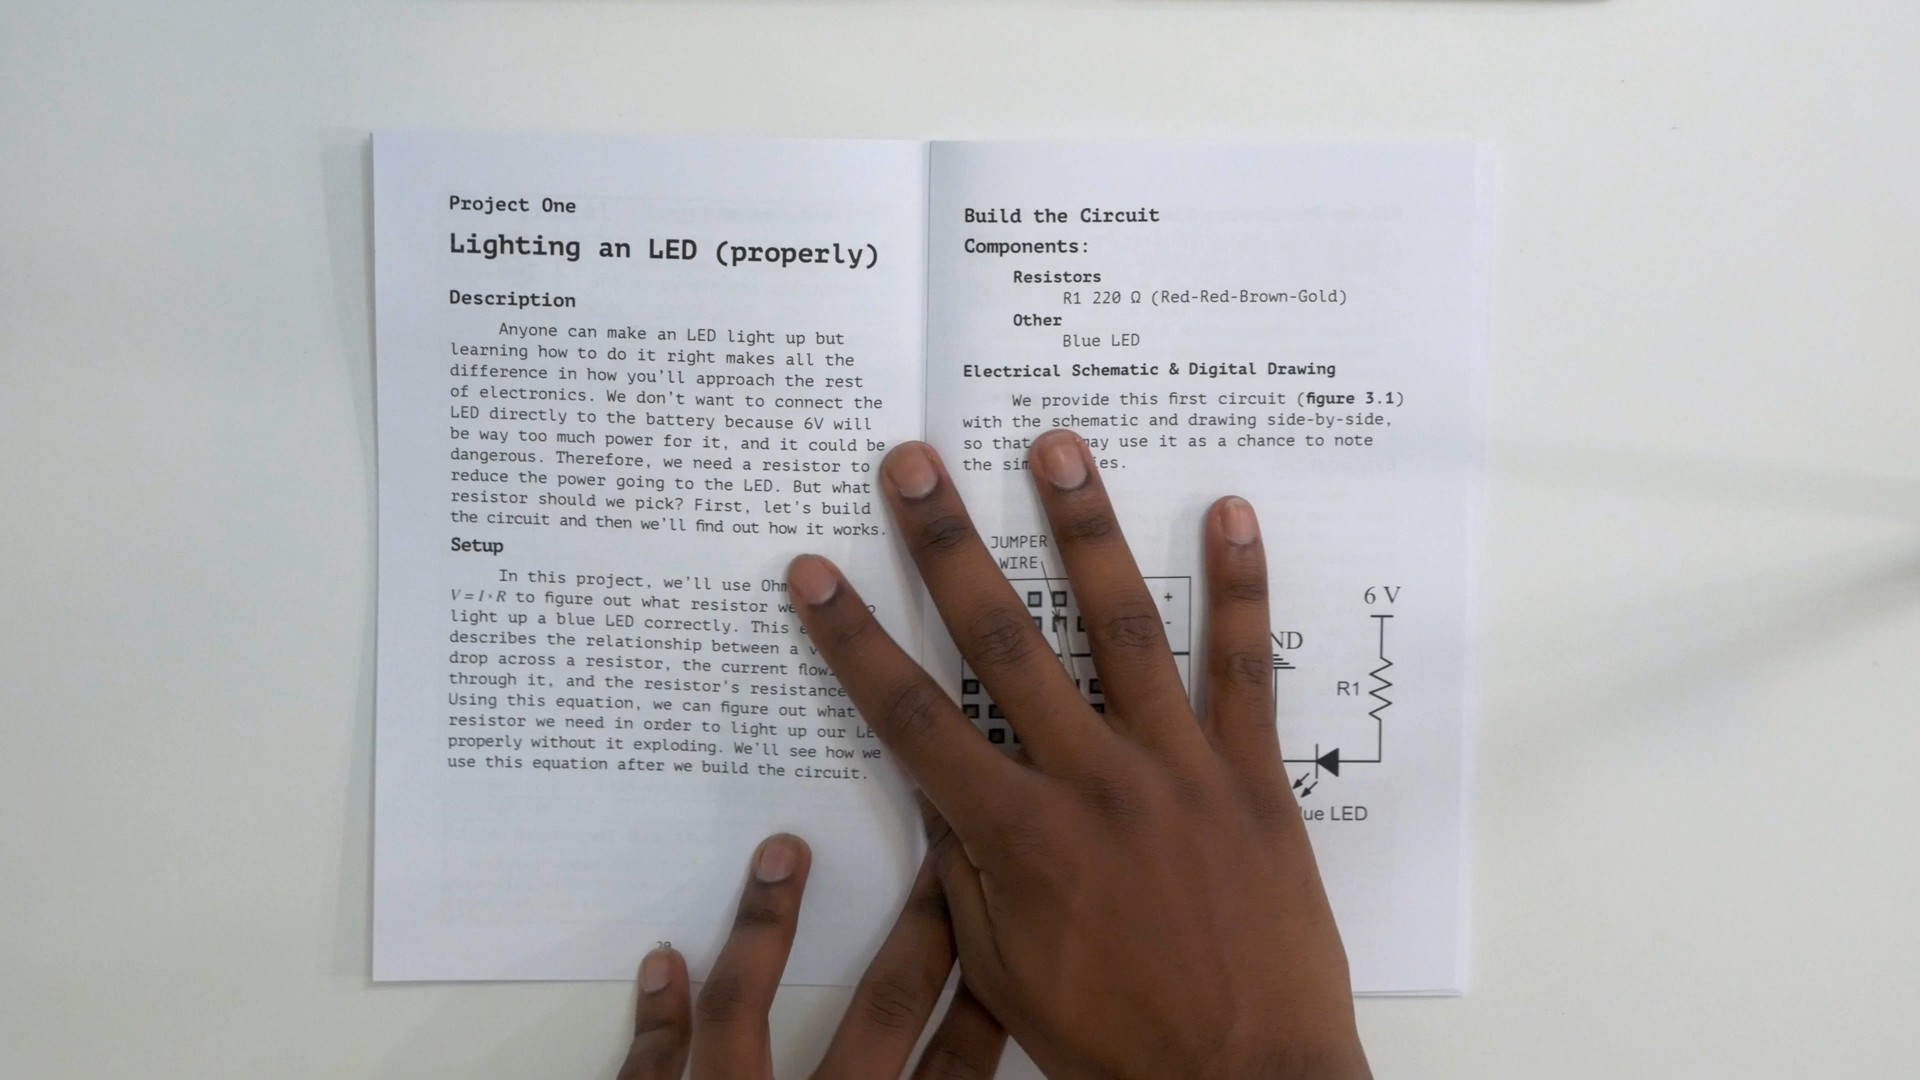 Project One
Lighting an LED (properly)
Description
Anyone can make an LED light up but
learning how to do it right makes all the
difference in how you'll approach the rest
of electronics. We don't want to connect the
LED directly to the battery because 6V will
be way too much power for it, and it could be
dangerous. Therefore, we need a resistor to
reduce the power going to the LED. But what
resistor should we pick? First, let's build
the circuit and then we'll find out how it works.
Setup
In this project, we'll use
V=I·R to figure out what resistor
light up a blue LED correctly. This
describes the relationship between a
drop across a resistor, the current
through it, and the resistor's resistance
Using this equation, we can figure out what
resistor we need in order to light up our
properly without it exploding. We'll see how we
use this equation after we build the circuit.
Build the Circuit
Components:
Resistors
R1 220 Ω (Red-Red-Brown-Gold)
Other
Blue LED
Electrical Schematic & Digital Drawing
We provide this first circuit (figure 3.1)
with the schematic and drawing side-by-side,
so that may use it as a chance to note
the
JUMPER
WIRE
+
-
6 V
R1
LED